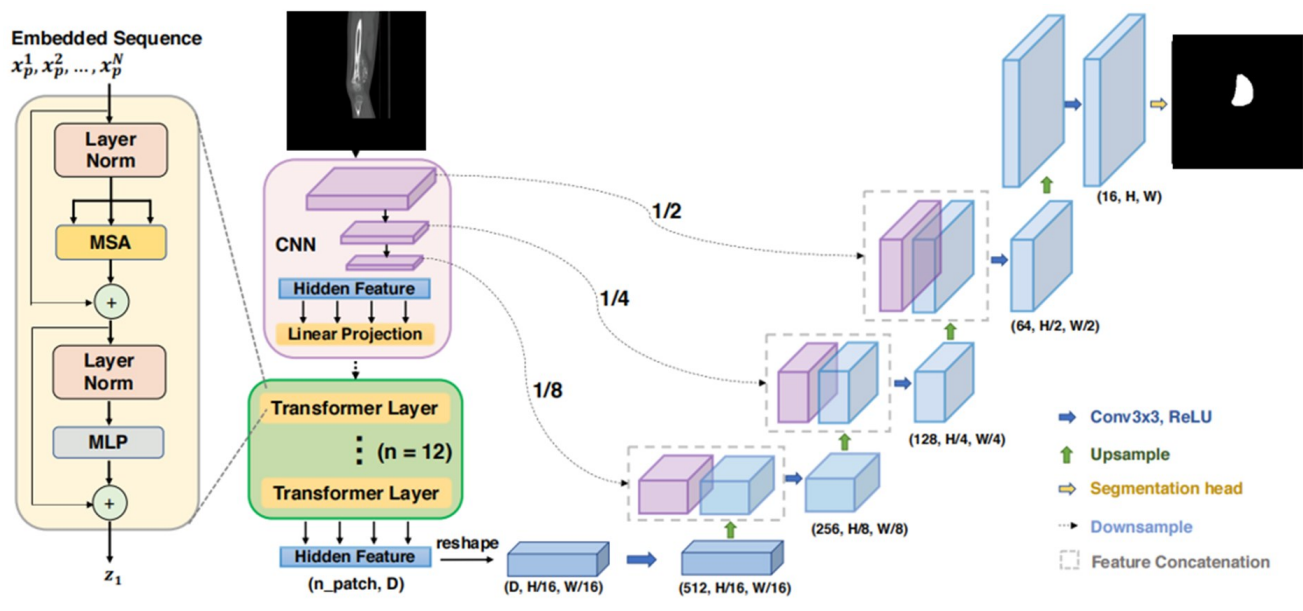 Embedded Sequence
x_p^1, x_p^2, ..., x_p^N
Layer
Norm
MSA
+
Layer
Norm
MLP
+
z_1
CNN
Hidden Feature
Linear Projection
Transformer Layer
(n = 12)
Transformer Layer
Hidden Feature
(n_patch, D)
reshape
(D, H/16, W/16)
(512, H/16, W/16)
1/2
1/4
1/8
(256, H/8, W/8)
(128, H/4, W/4)
(64, H/2, W/2)
(16, H, W)
Conv3x3, ReLU
Upsample
Segmentation head
Downsample
Feature Concatenation